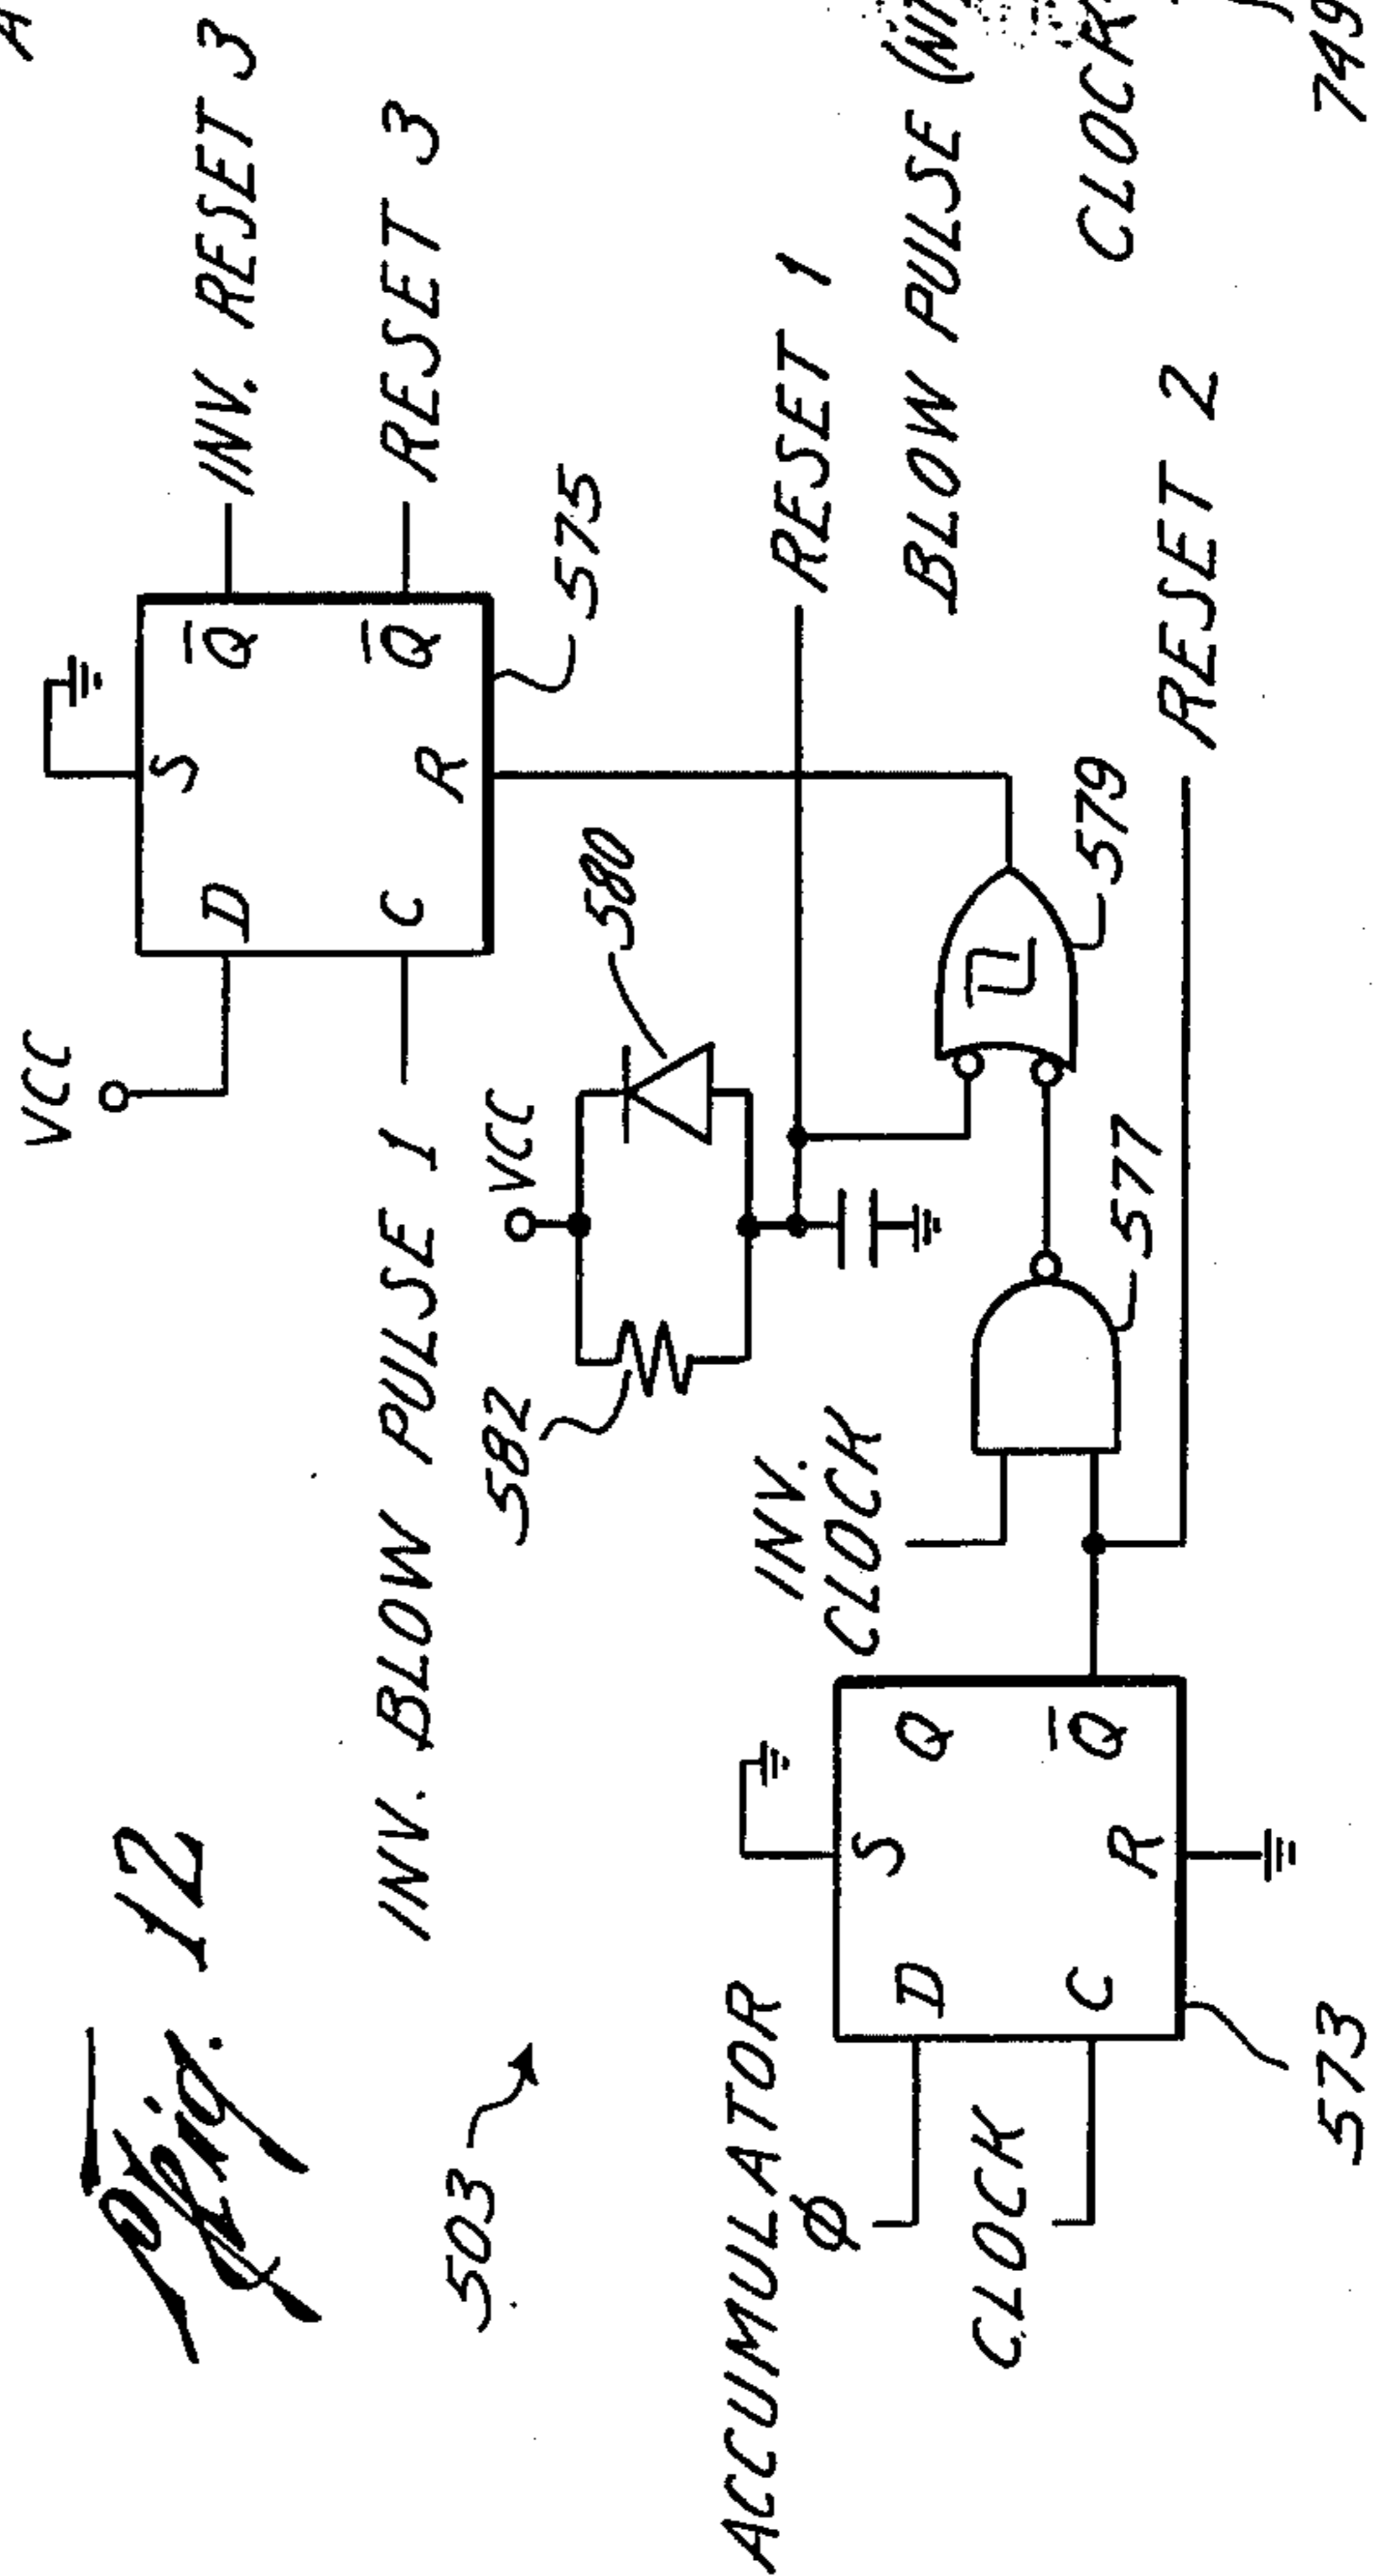 A
Fig. 12
503
VCC
D
S
Q̅
INV. RESET 3
INV. BLOW PULSE 1
C
R
Q̅
RESET 3
575
582
VCC
580
ACCUMULATOR
Φ
CLOCK
D
S
Q
C
R
Q̅
573
INV.
CLOCK
577
579
RESET 1
RESET 2
BLOW PULSE
CLOCK
749